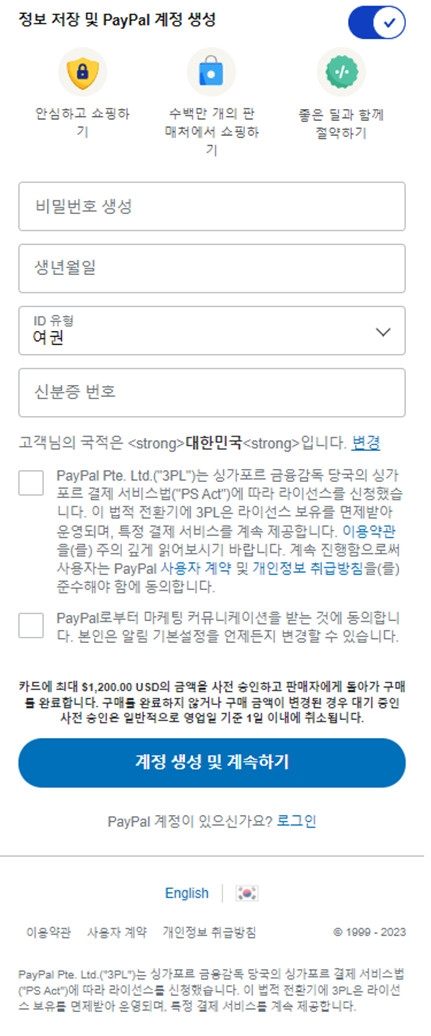 정보 저장 및 PayPal 계정 생성
안심하고 쇼핑하
기
수백만 개의 판
매처에서 쇼핑하
기
좋은 딜과 함께
절약하기
비밀번호 생성
생년월일
ID 유형
여권
신분증 번호
고객님의 국적은 <strong>대한민국<strong>입니다. 변경
PayPal Pte. Ltd.("3PL")는 싱가포르 금융감독 당국의 싱가
포르 결제 서비스법("PS Act")에 따라 라이선스를 신청했습
니다. 이 법적 전환기에 3PL은 라이선스 보유를 면제받아
운영되며, 특정 결제 서비스를 계속 제공합니다. 이용약관
을(를) 주의 깊게 읽어보시기 바랍니다. 계속 진행함으로써
사용자는 PayPal 사용자 계약 및 개인정보 취급방침을(를)
준수해야 함에 동의합니다.
PayPal로부터 마케팅 커뮤니케이션을 받는 것에 동의합니
다. 본인은 알림 기본설정을 언제든지 변경할 수 있습니다.
카드에 최대 $1,200.00 USD의 금액을 사전 승인하고 판매자에게 돌아가 구매
를 완료합니다. 구매를 완료하지 않거나 구매 금액이 변경된 경우 대기 중인
사전 승인은 일반적으로 영업일 기준 1일 이내에 취소됩니다.
계정 생성 및 계속하기
PayPal 계정이 있으신가요? 로그인
English
이용약관 사용자 계약 개인정보 취급방침 © 1999 - 2023
PayPal Pte. Ltd.("3PL")는 싱가포르 금융감독 당국의 싱가포르 결제 서비스법
("PS Act")에 따라 라이선스를 신청했습니다. 이 법적 전환기에 3PL은 라이선
스 보유를 면제받아 운영되며, 특정 결제 서비스를 계속 제공합니다.